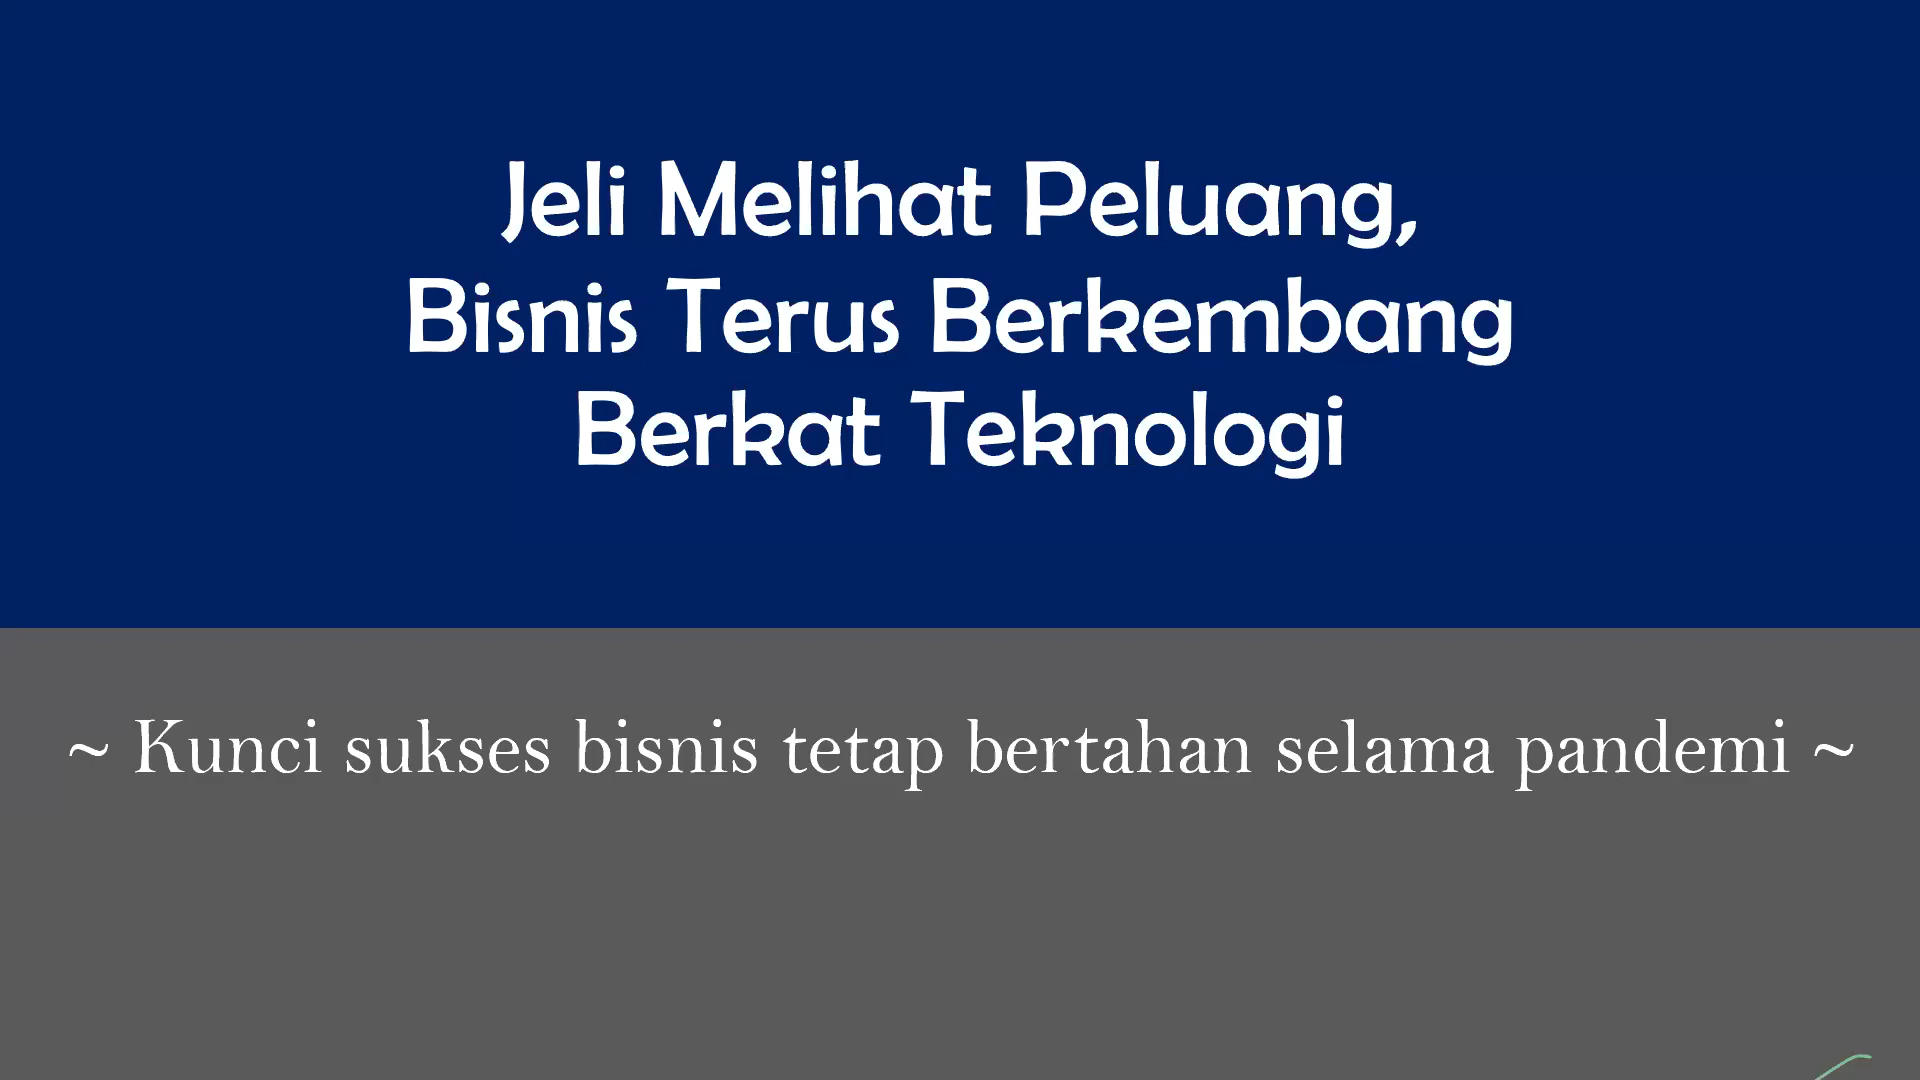 Jeli Melihat Peluang,
Bisnis Terus Berkembang
Berkat Teknologi
~ Kunci sukses bisnis tetap bertahan selama pandemi ~